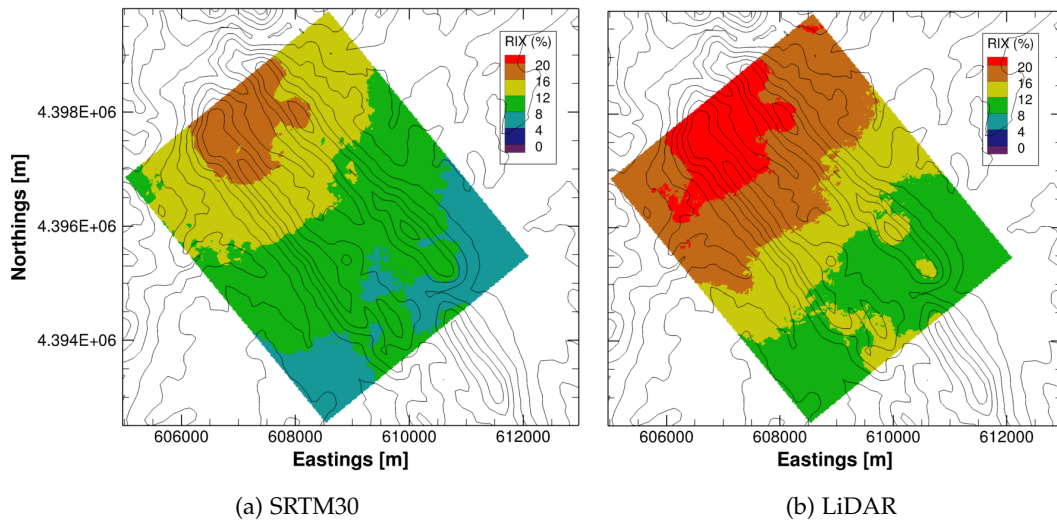 RIX (%)
20
16
12
8
4
0
RIX (%)
20
16
12
8
4
0
4.398E+06
4.396E+06
4.394E+06
Northings [m]
606000 608000 610000 612000
606000 608000 610000 612000
Eastings [m]
Eastings [m]
(a) SRTM30
(b) LiDAR